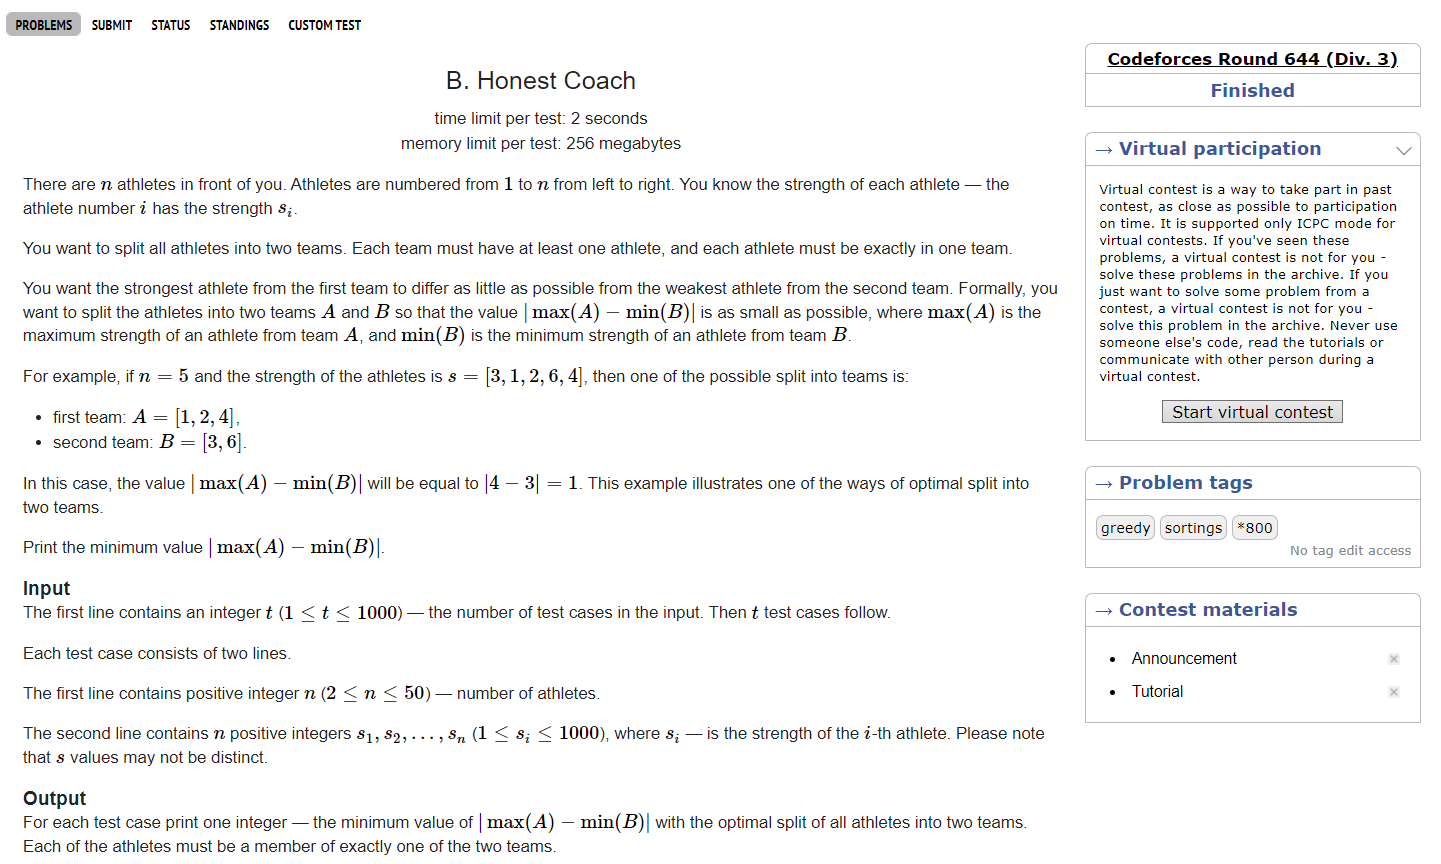 PROBLEMS SUBMIT STATUS STANDINGS CUSTOM TEST
B. Honest Coach
time limit per test: 2 seconds
memory limit per test: 256 megabytes
There are n athletes in front of you. Athletes are numbered from 1 to n from left to right. You know the strength of each athlete — the
athlete number i has the strength s_i.
You want to split all athletes into two teams. Each team must have at least one athlete, and each athlete must be exactly in one team.
You want the strongest athlete from the first team to differ as little as possible from the weakest athlete from the second team. Formally, you
want to split the athletes into two teams A and B so that the value | max(A) − min(B)| is as small as possible, where max(A) is the
maximum strength of an athlete from team A, and min(B) is the minimum strength of an athlete from team B.
For example, if n = 5 and the strength of the athletes is s = [3, 1, 2, 6, 4], then one of the possible split into teams is:
• first team: A = [1, 2, 4],
• second team: B = [3, 6].
In this case, the value | max(A) − min(B)| will be equal to |4 − 3| = 1. This example illustrates one of the ways of optimal split into
two teams.
Print the minimum value | max(A) − min(B)|.
Input
The first line contains an integer t (1 ≤ t ≤ 1000) — the number of test cases in the input. Then t test cases follow.
Each test case consists of two lines.
The first line contains positive integer n (2 ≤ n ≤ 50) — number of athletes.
The second line contains n positive integers s_1, s_2, . . . , s_n (1 ≤ s_i ≤ 1000), where s_i — is the strength of the i-th athlete. Please note
that s values may not be distinct.
Output
For each test case print one integer — the minimum value of | max(A) − min(B)| with the optimal split of all athletes into two teams.
Each of the athletes must be a member of exactly one of the two teams.
Codeforces Round 644 (Div. 3)
Finished
→ Virtual participation
Virtual contest is a way to take part in past
contest, as close as possible to participation
on time. It is supported only ICPC mode for
virtual contests. If you've seen these
problems, a virtual contest is not for you -
solve these problems in the archive. If you
just want to solve some problem from a
contest, a virtual contest is not for you -
solve this problem in the archive. Never use
someone else's code, read the tutorials or
communicate with other person during a
virtual contest.
Start virtual contest
→ Problem tags
greedy sortings *800
No tag edit access
→ Contest materials
• Announcement
• Tutorial